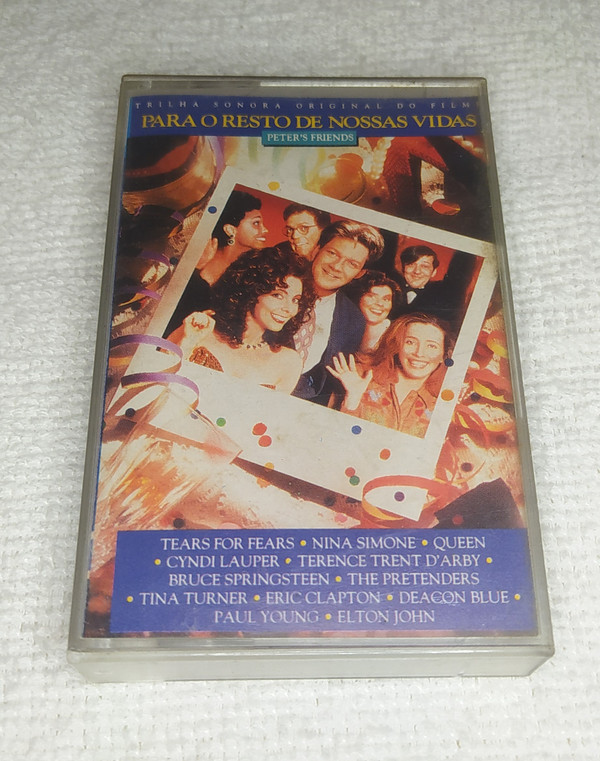 TRILHA SONORA ORIGINAL DO FILM
PARA O RESTO DE NOSSAS VIDAS
PETER'S FRIENDS
TEARS FOR FEARS • NINA SIMONE • QUEEN
• CYNDI LAUPER • TERENCE TRENT D'ARBY •
BRUCE SPRINGSTEEN • THE PRETENDERS
• TINA TURNER • ERIC CLAPTON • DEACON BLUE •
PAUL YOUNG • ELTON JOHN